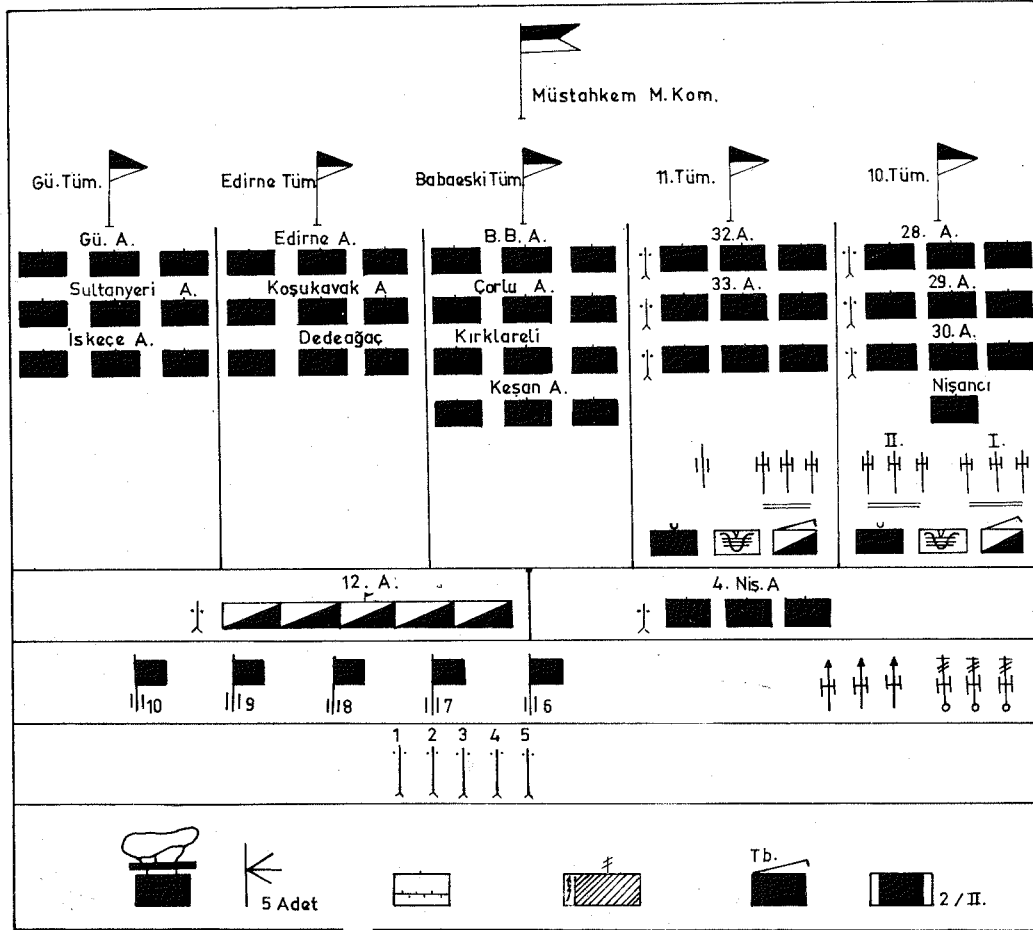 Müstahkem M.Kom.
Gü.Tüm. Edirne Tüm Babaeski Tüm. 11.Tüm. 10.Tüm.
Gü. A. Edirne A. B.B. A. 32.A. 28. A.
Sultanyeri A. Koşukavak A Çorlu A. 33. A. 29.A.
İskeçe A. Dedeağaç Kırklareli 30.A.
Keşan A. Nişancı
II. I.
12. A. 4. Niş.A
10 9 8 7 6
1 2 3 4 5
Tb.
5 Adet 2/II.